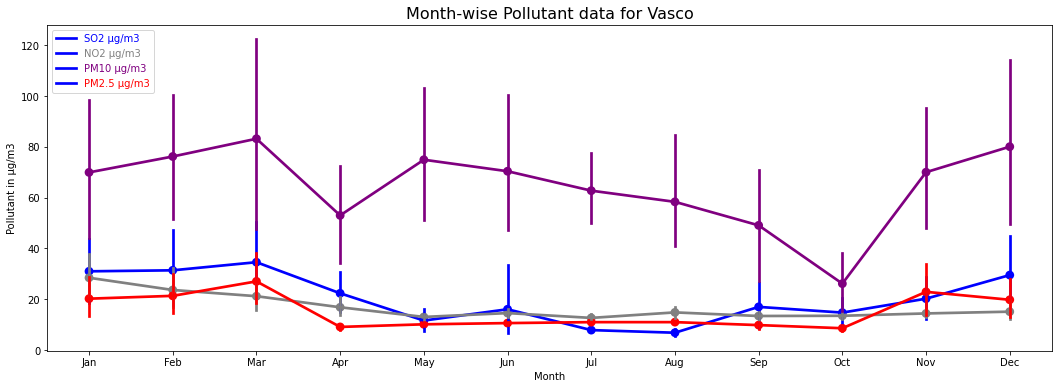 Month-wise Pollutant data for Vasco
SO2 µg/m3
NO2 µg/m3
PM10 µg/m3
PM2.5 µg/m3
Pollutant in µg/m3
120
100
80
60
40
20
0
Jan Feb Mar Apr May Jun Jul Aug Sep Oct Nov Dec
Month